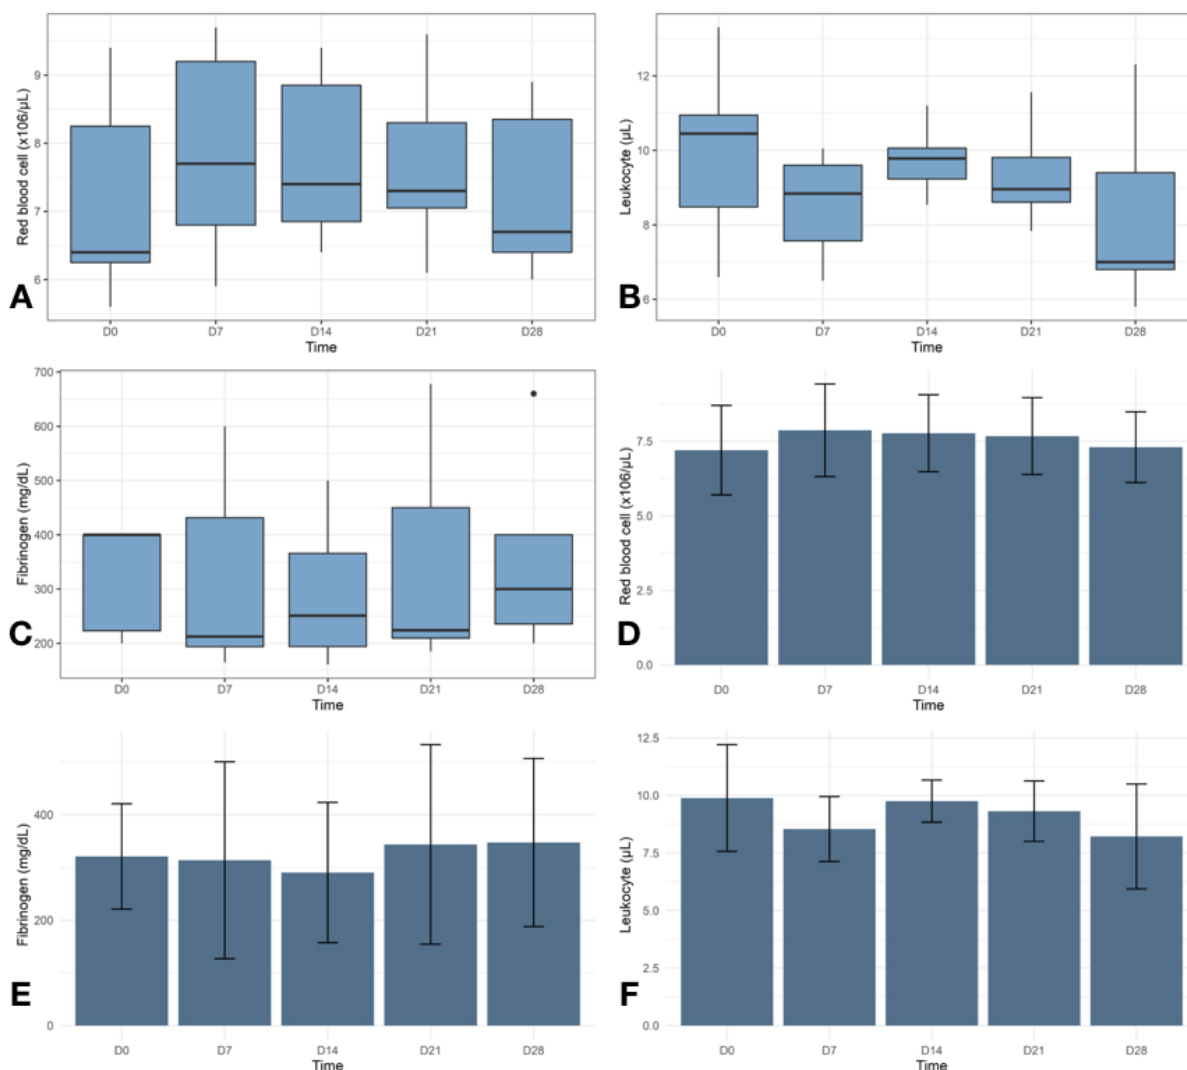 Red blood cell (x106/µL)
9
8
7
6
A
D0 D7 D14 D21 D28
Time
Leukocyte (µL)
12
10
8
6
B
D0 D7 D14 D21 D28
Time
Fibrinogen (mg/dL)
700
600
500
400
300
200
C
D0 D7 D14 D21 D28
Time
Red blood cell (x106/µL)
7.5
5.0
2.5
0.0
D
D0 D7 D14 D21 D28
Time
Fibrinogen (mg/dL)
400
200
0
E
D0 D7 D14 D21 D28
Time
Leukocyte (µL)
12.5
10.0
7.5
5.0
2.5
0.0
F
D0 D7 D14 D21 D28
Time